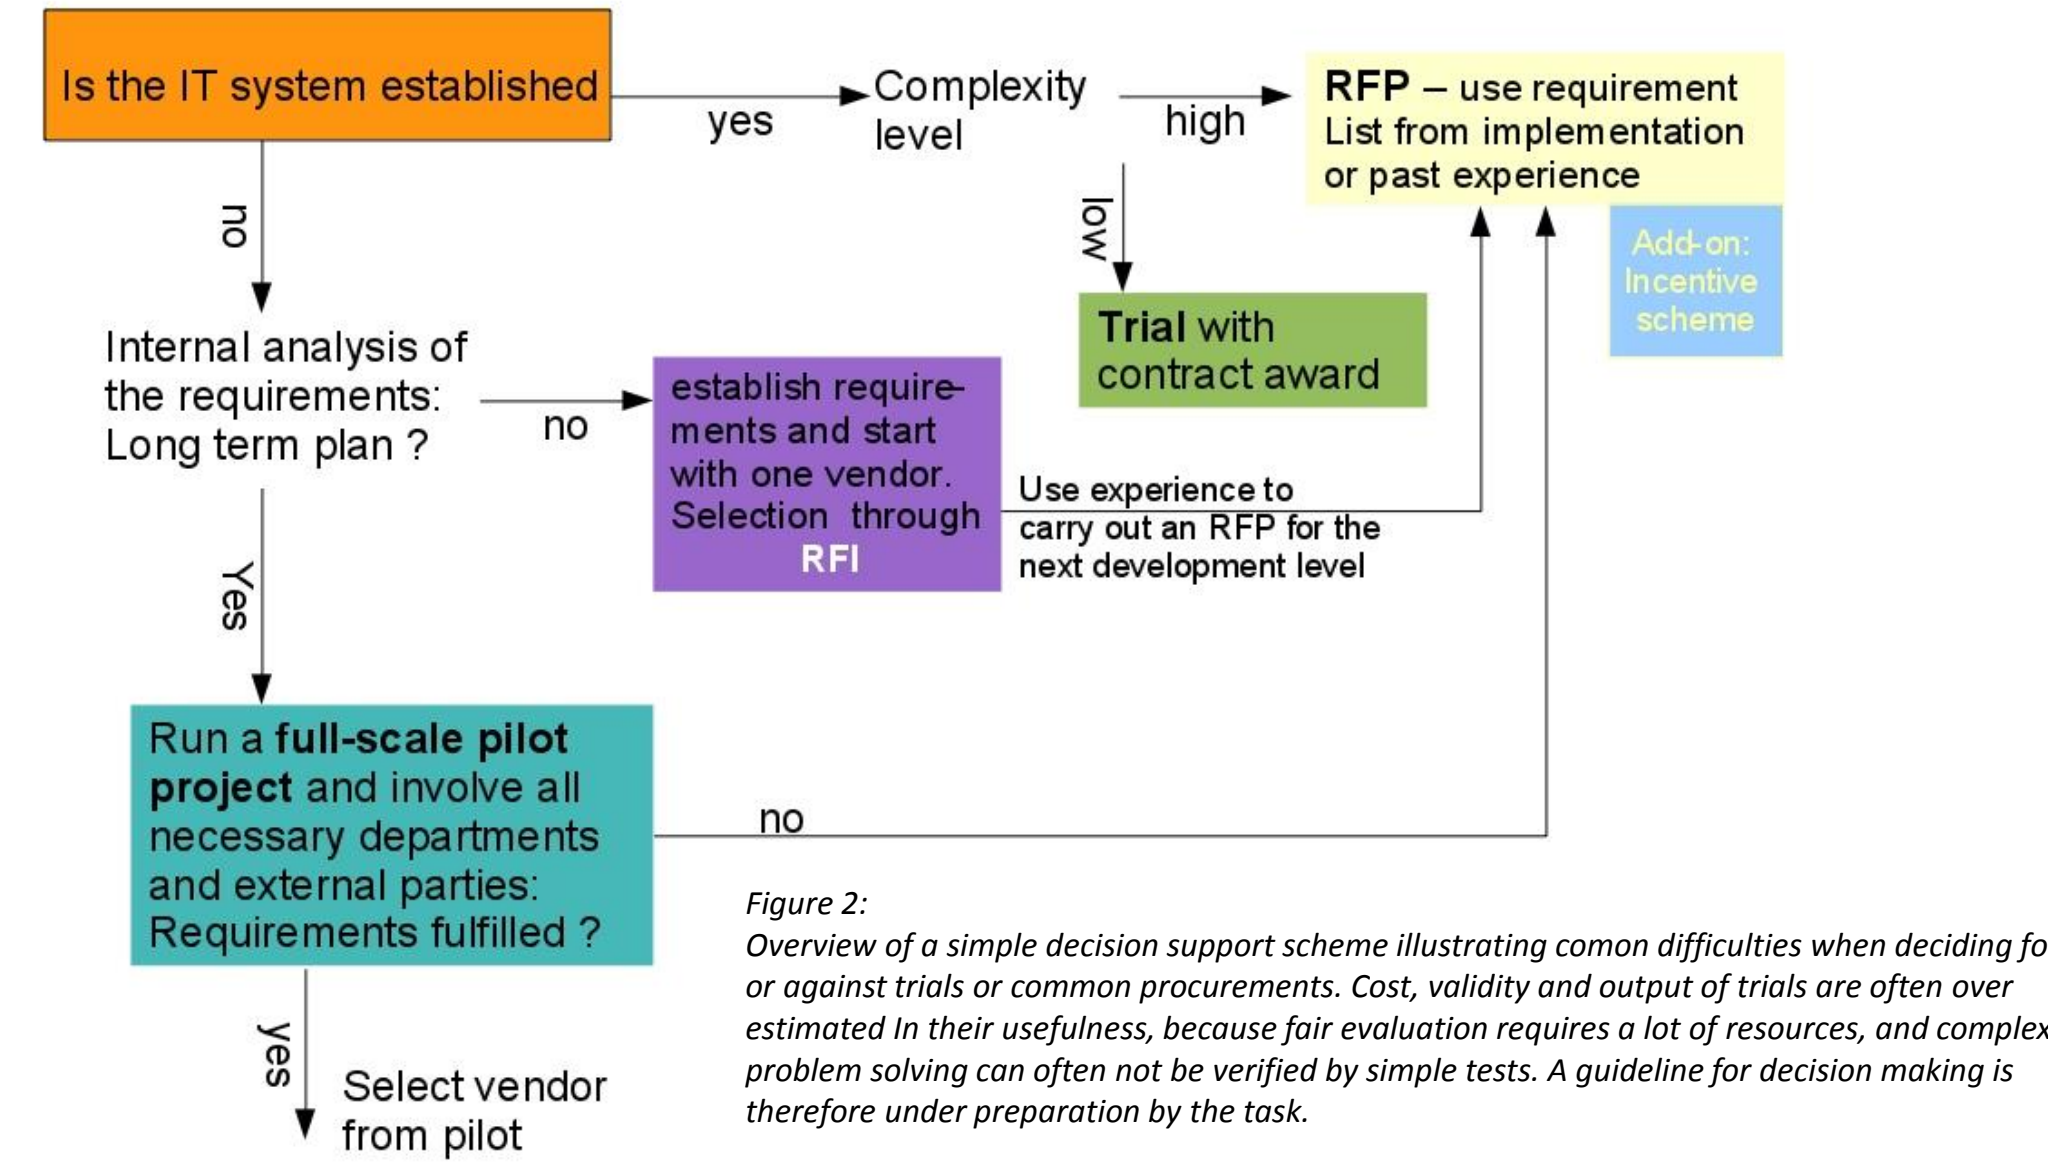 Is the IT system established
yes
Complexity
level
high
RFP – use requirement
List from implementation
or past experience
Add-on:
Incentive
scheme
no
low
Trial with
contract award
Internal analysis of
the requirements:
Long term plan ?
no
establish require-
ments and start
with one vendor.
Selection through
RFI
Use experience to
carry out an RFP for the
next development level
Yes
Run a full-scale pilot
project and involve all
necessary departments
and external parties:
Requirements fulfilled ?
no
yes
Select vendor
from pilot
Figure 2:
Overview of a simple decision support scheme illustrating comon difficulties when deciding fo
or against trials or common procurements. Cost, validity and output of trials are often over
estimated In their usefulness, because fair evaluation requires a lot of resources, and complex
problem solving can often not be verified by simple tests. A guideline for decision making is
therefore under preparation by the task.